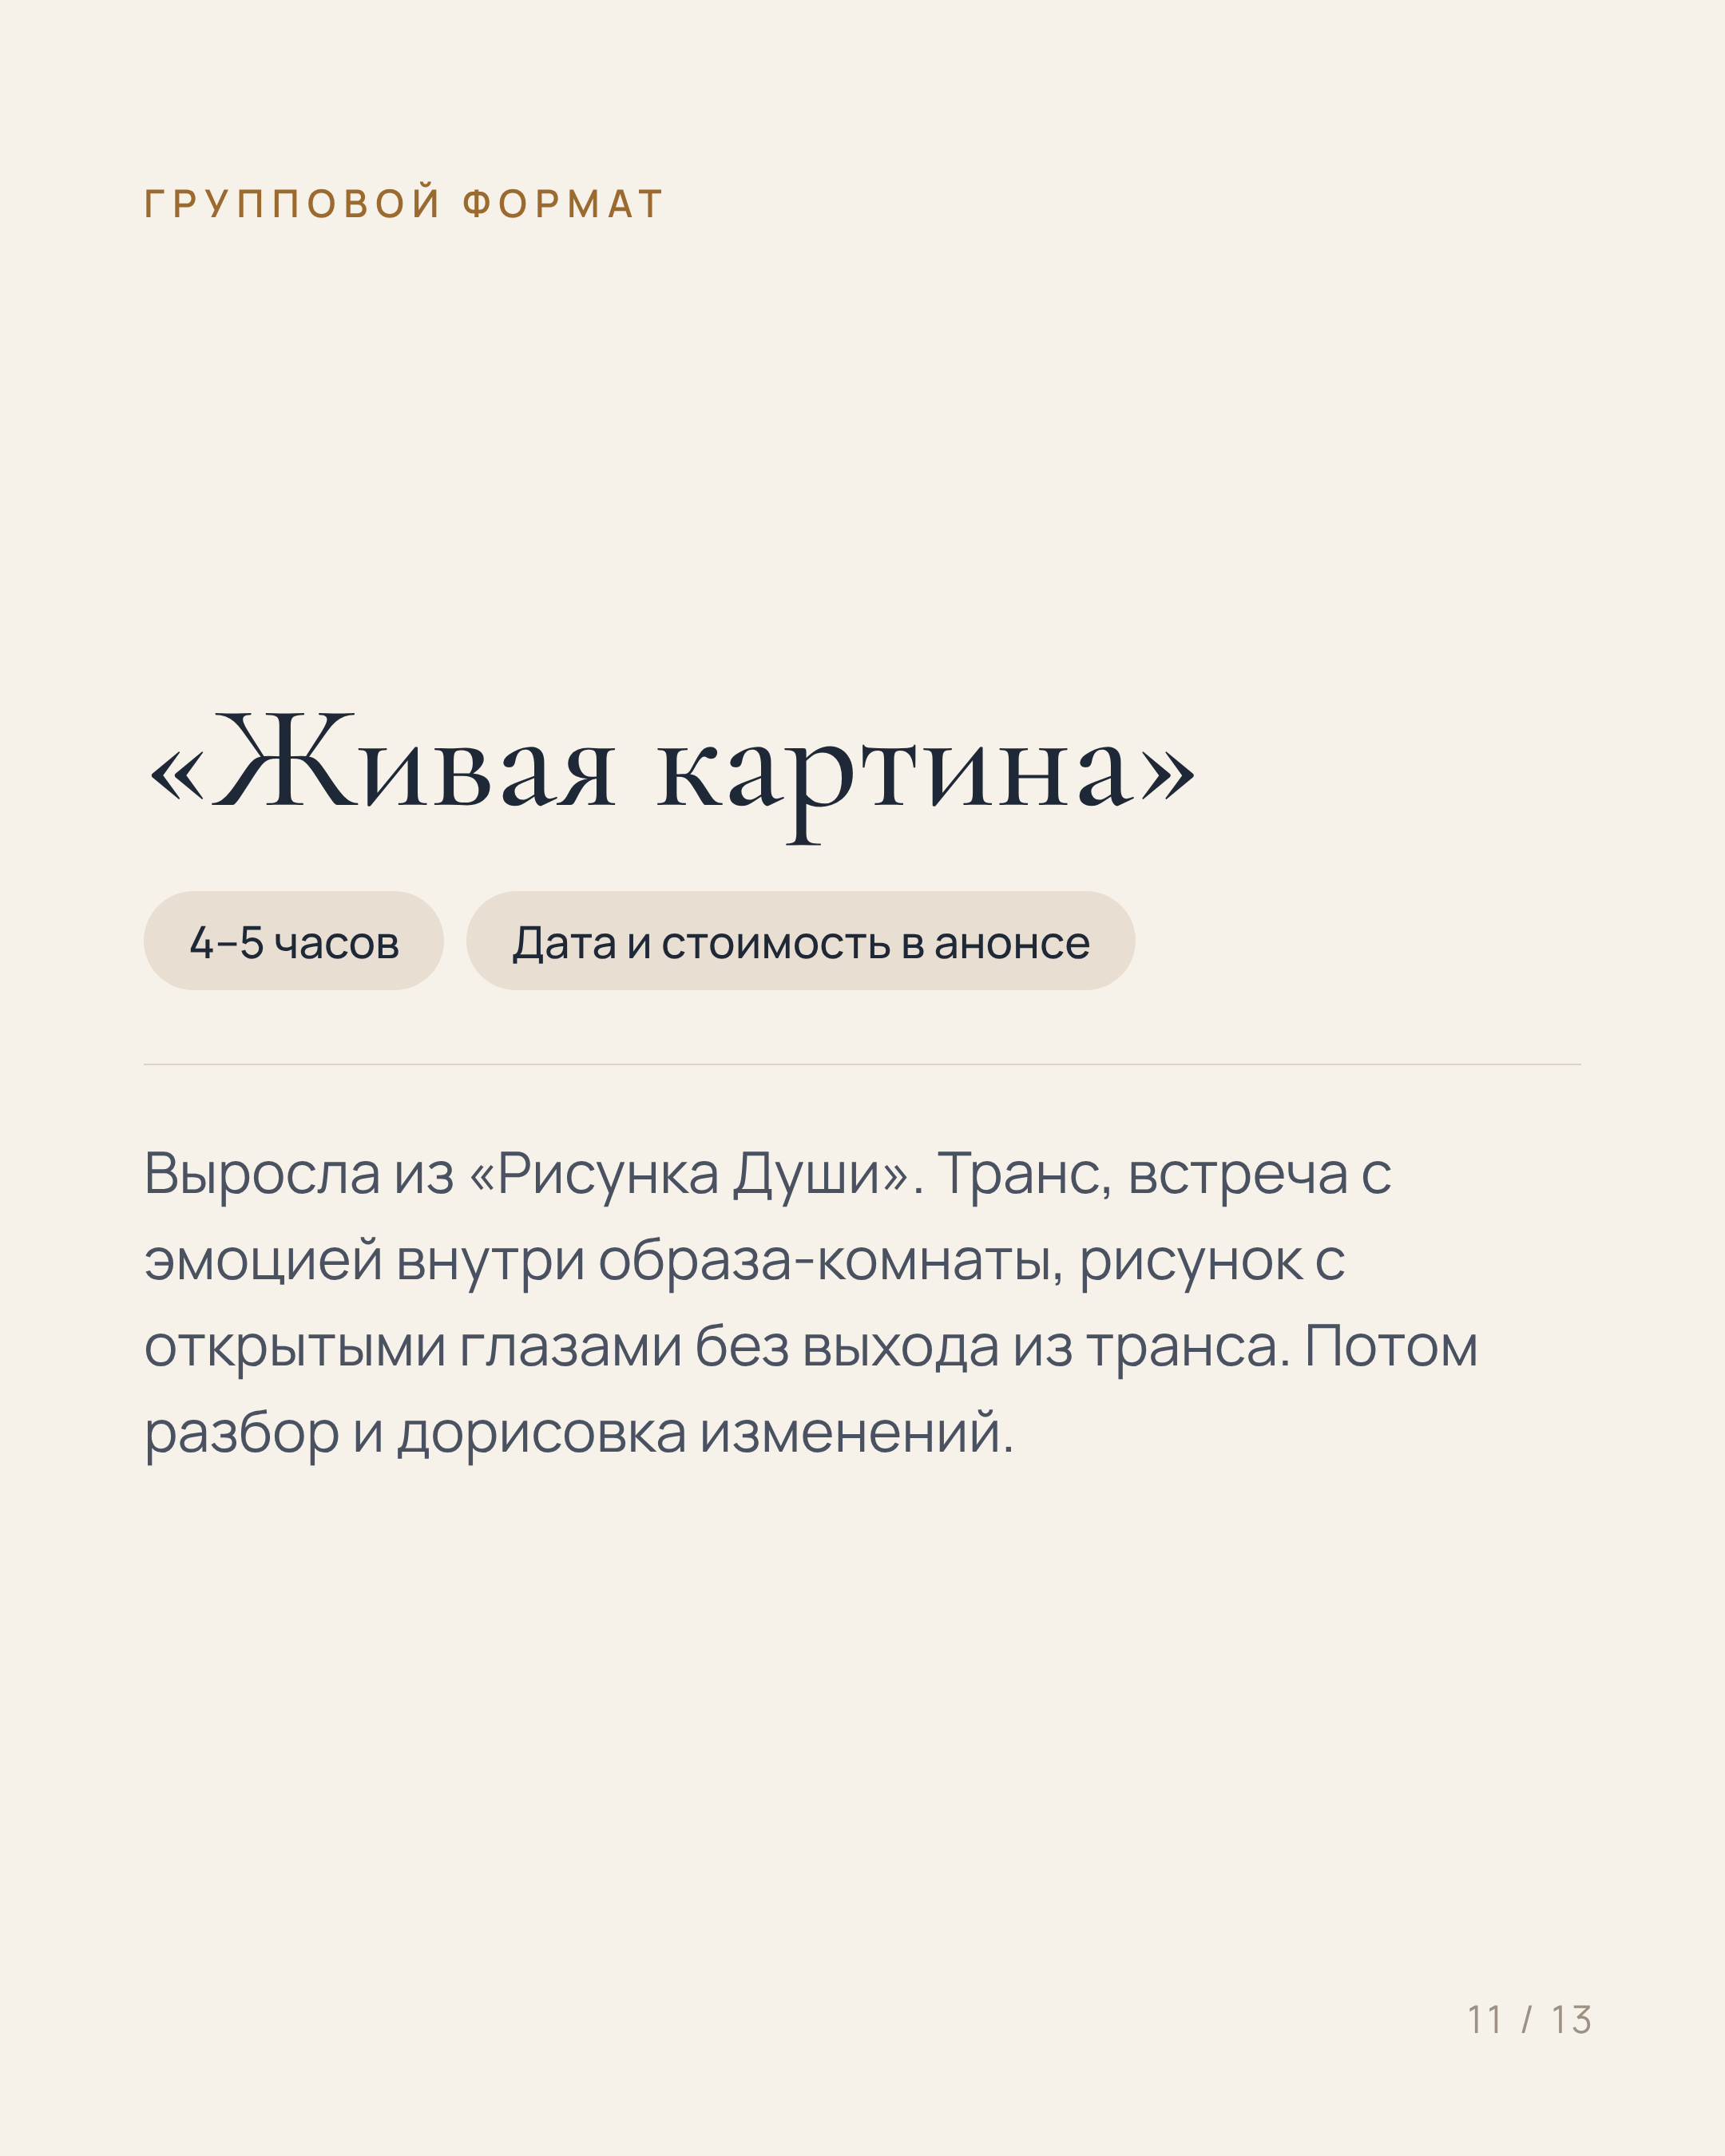 ГРУППОВОЙ ФОРМАТ
«Живая картина»
4–5 часов
Дата и стоимость в анонсе
Выросла из «Рисунка Души». Транс, встреча с
эмоцией внутри образа-комнаты, рисунок с
открытыми глазами без выхода из транса. Потом
разбор и дорисовка изменений.
11 / 13